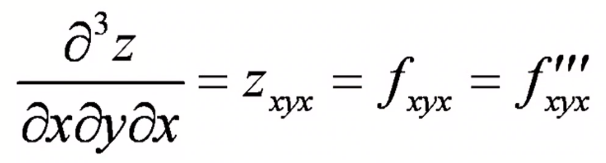 ∂³z/∂x∂y∂x = z_xyx = f_xyx = f'''_xyx